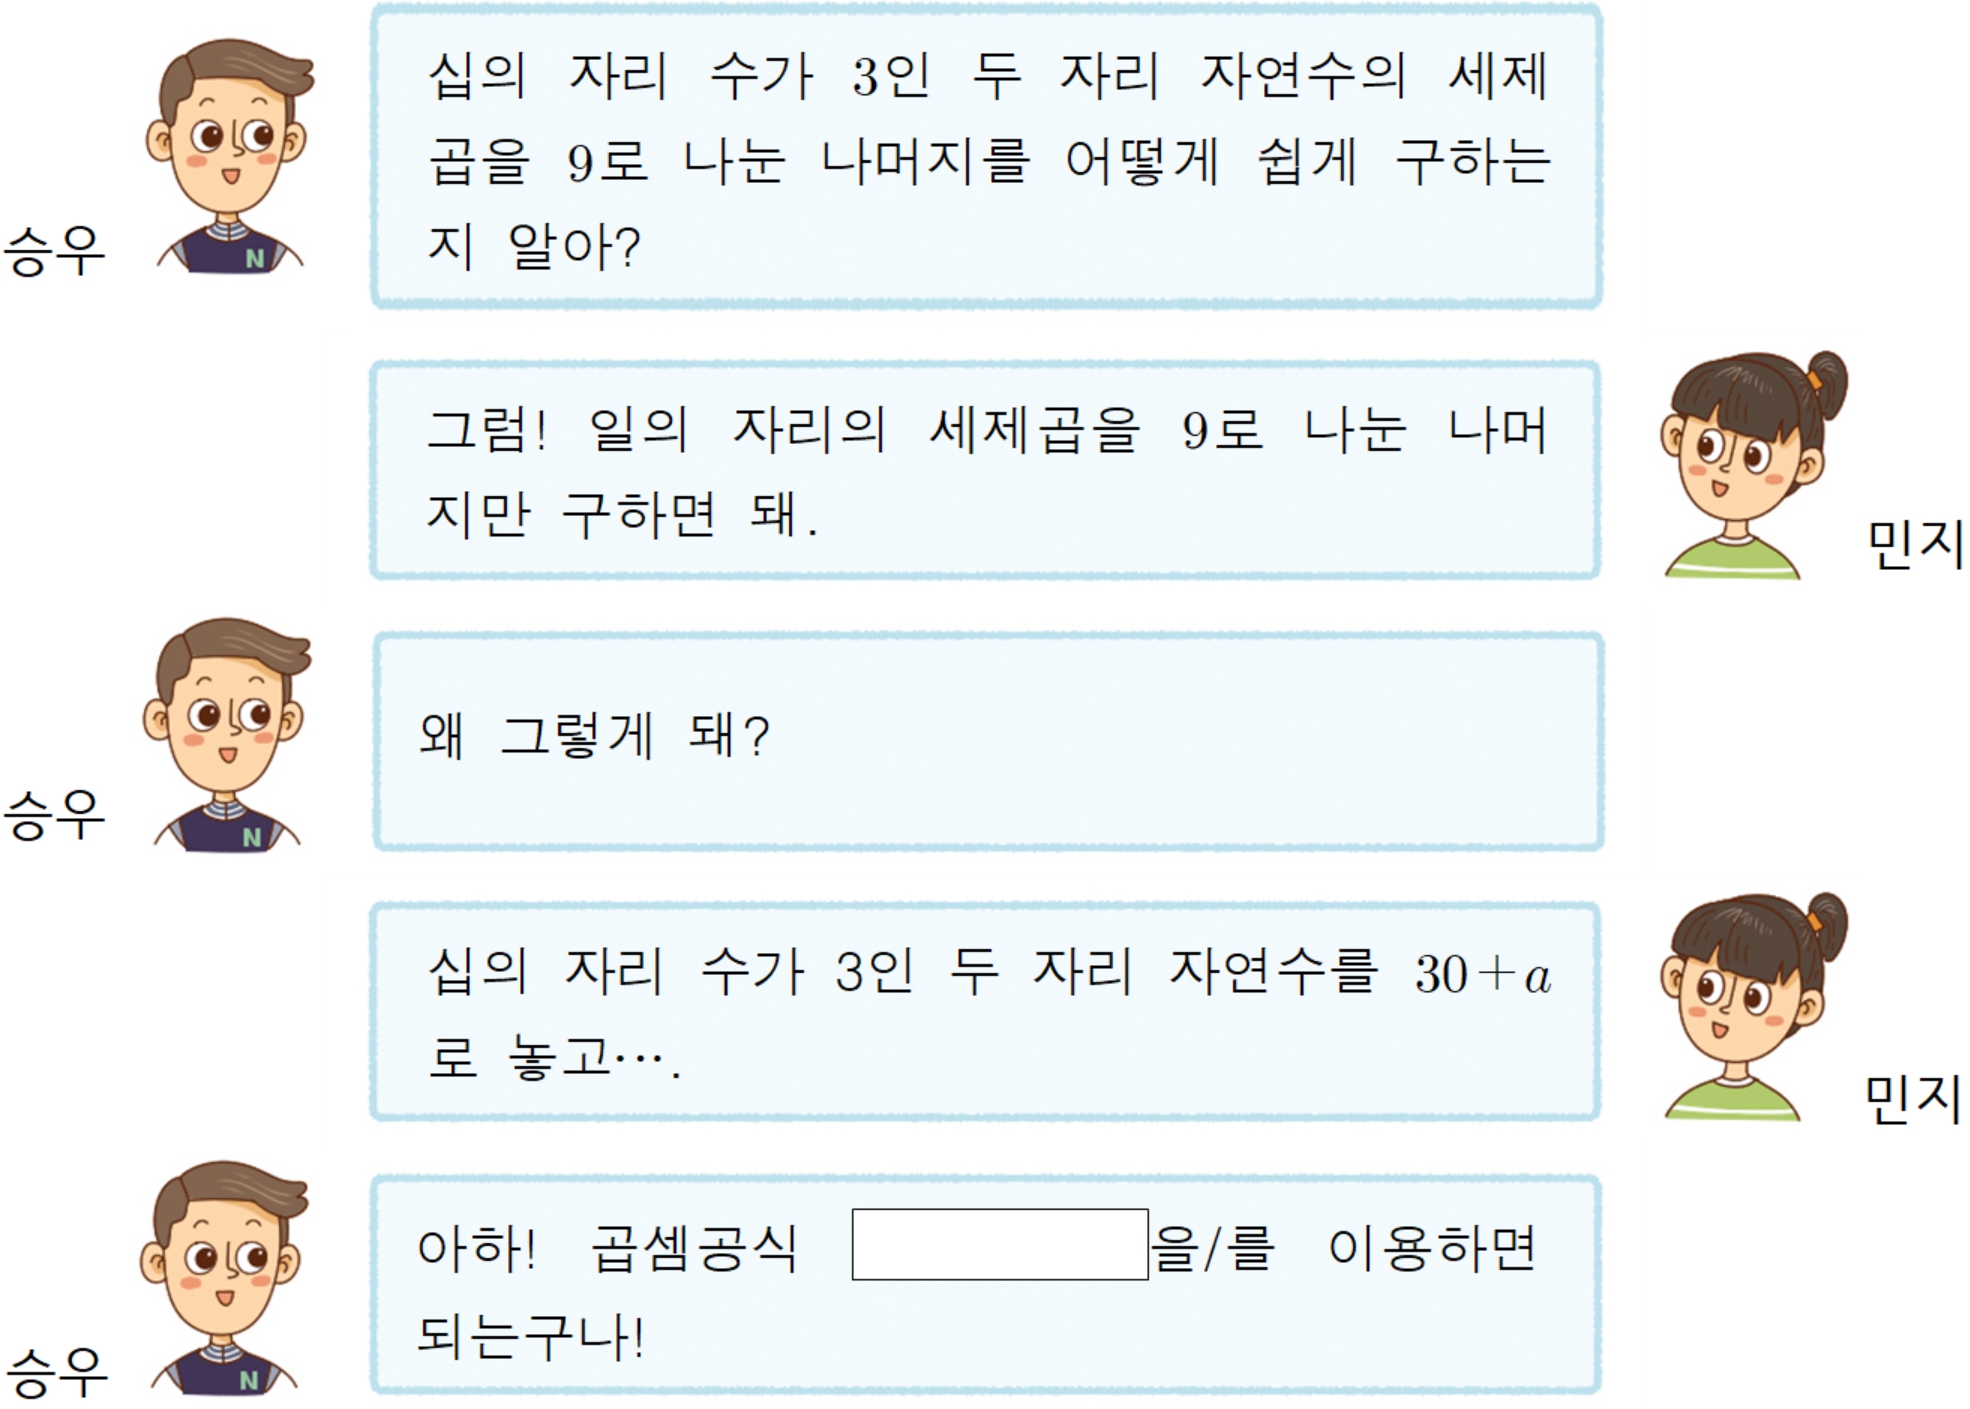 십의 자리 수가 3인 두 자리 자연수의 세제
곱을 9로 나눈 나머지를 어떻게 쉽게 구하는
지 알아?
승우
N
그럼! 일의 자리의 세제곱을 9로 나눈 나머
지만 구하면 돼.
민지
왜 그렇게 돼?
승우
N
십의 자리 수가 3인 두 자리 자연수를 30+a
로 놓고···.
민지
아하! 곱셈공식 을/를 이용하면
되는구나!
승우
N